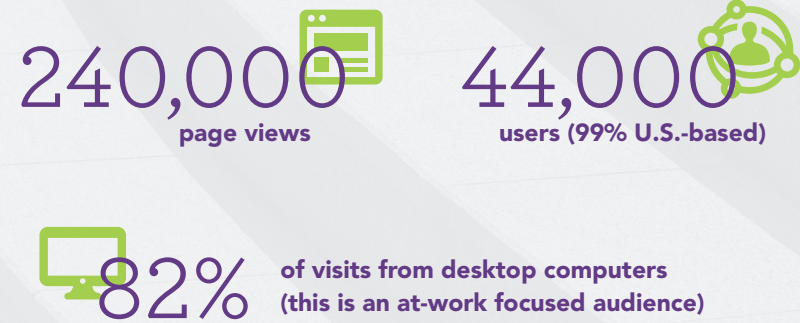 240,000
page views
44,000
users (99% U.S.-based)
82%
of visits from desktop computers
(this is an at-work focused audience)